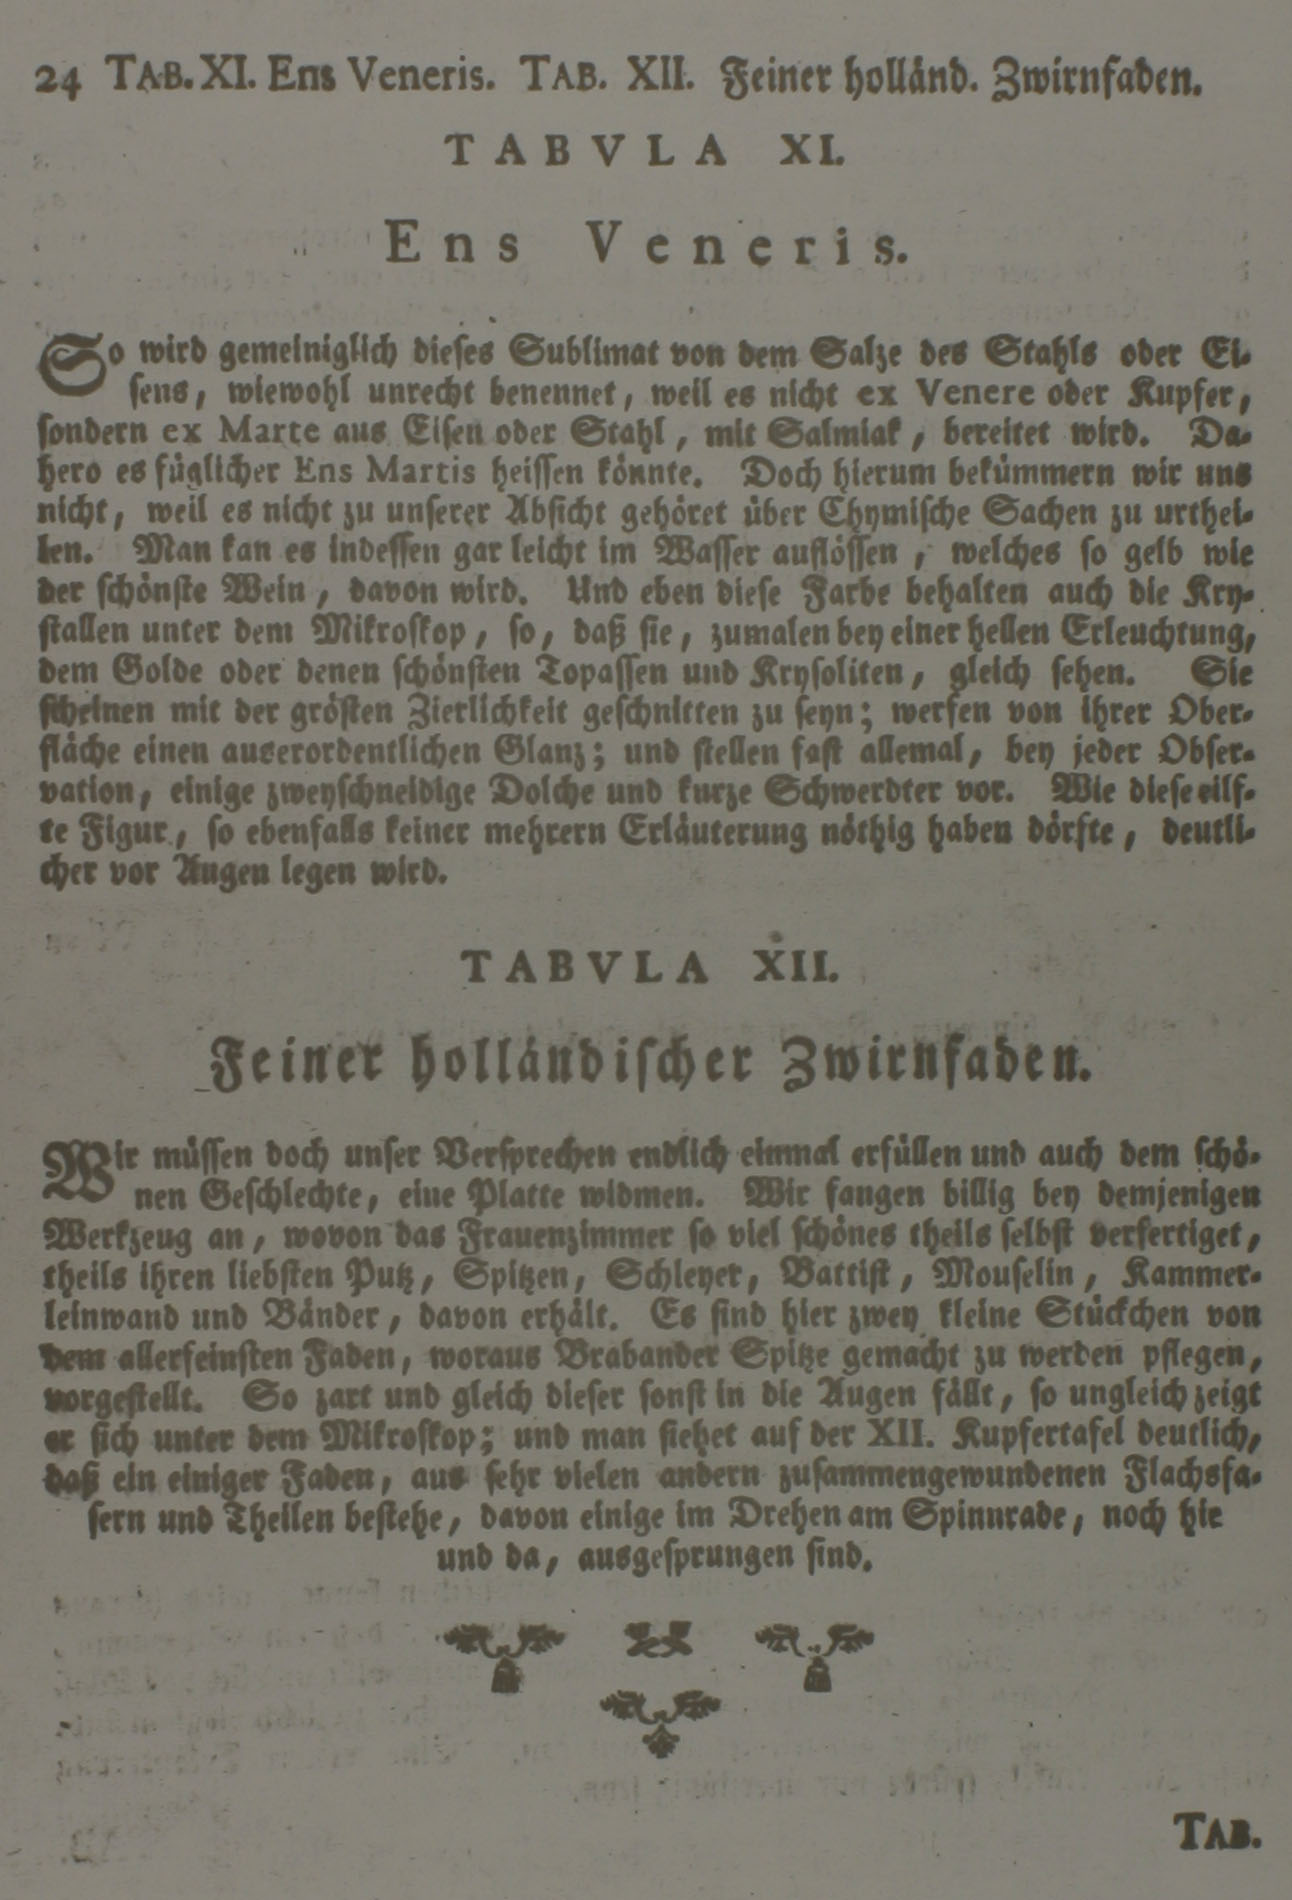 24 TAB. XI. Ens Veneris. TAB. XII. Feiner holländ. Zwirnfaden.
TABVLA XI.
Ens Veneris.
So wird gemeiniglich dieses Sublimat von dem Salze des Stahls oder Ei-
sens, wiewohl unrecht benennet, weil es nicht ex Venere oder Kupfer,
sondern ex Marte aus Eisen oder Stahl, mit Salmiak, bereitet wird. Da-
hero es füglicher Ens Martis heissen könnte. Doch hierum bekümmern wir uns
nicht, weil es nicht zu unserer Absicht gehöret über Chymische Sachen zu urthei-
len. Man kan es indessen gar leicht im Wasser auflössen, welches so gelb wie
der schönste Wein, davon wird. Und eben diese Farbe behalten auch die Kry-
stallen unter dem Mikroskop, so, daß sie, zumalen bey einer hellen Erleuchtung,
dem Golde oder denen schönsten Topassen und Krysoliten, gleich sehen. Sie
scheinen mit der grösten Zierlichkeit geschnitten zu seyn; werfen von ihrer Ober-
fläche einen auserordentlichen Glanz; und stellen fast allemal, bey jeder Obser-
vation, einige zweyschneidige Dolche und kurze Schwerdter vor. Wie diese eilf-
te Figur, so ebenfalls keiner mehrern Erläuterung nöthig haben dörfte, deutli-
cher vor Augen legen wird.
TABVLA XII.
Feiner holländischer Zwirnfaden.
Wir müssen doch unser Versprechen endlich einmal erfüllen und auch dem schö-
nen Geschlechte, eine Platte widmen. Wir fangen billig bey demjenigen
Werkzeug an, wovon das Frauenzimmer so viel schönes theils selbst verfertiget,
theils ihren liebsten Putz, Spitzen, Schleyer, Battist, Mouselin, Kammer-
leinwand und Bänder, davon erhält. Es sind hier zwey kleine Stückchen von
dem allerfeinsten Faden, woraus Brabander Spitze gemacht zu werden pflegen,
vorgestellt. So zart und gleich dieser sonst in die Augen fällt, so ungleich zeigt
er sich unter dem Mikroskop; und man siehet auf der XII. Kupfertafel deutlich,
daß ein einiger Faden, aus sehr vielen andern zusammengewundenen Flachsfa-
sern und Theilen bestehe, davon einige im Drehen am Spinnrade, noch hie
und da, ausgesprungen sind.
TAB.